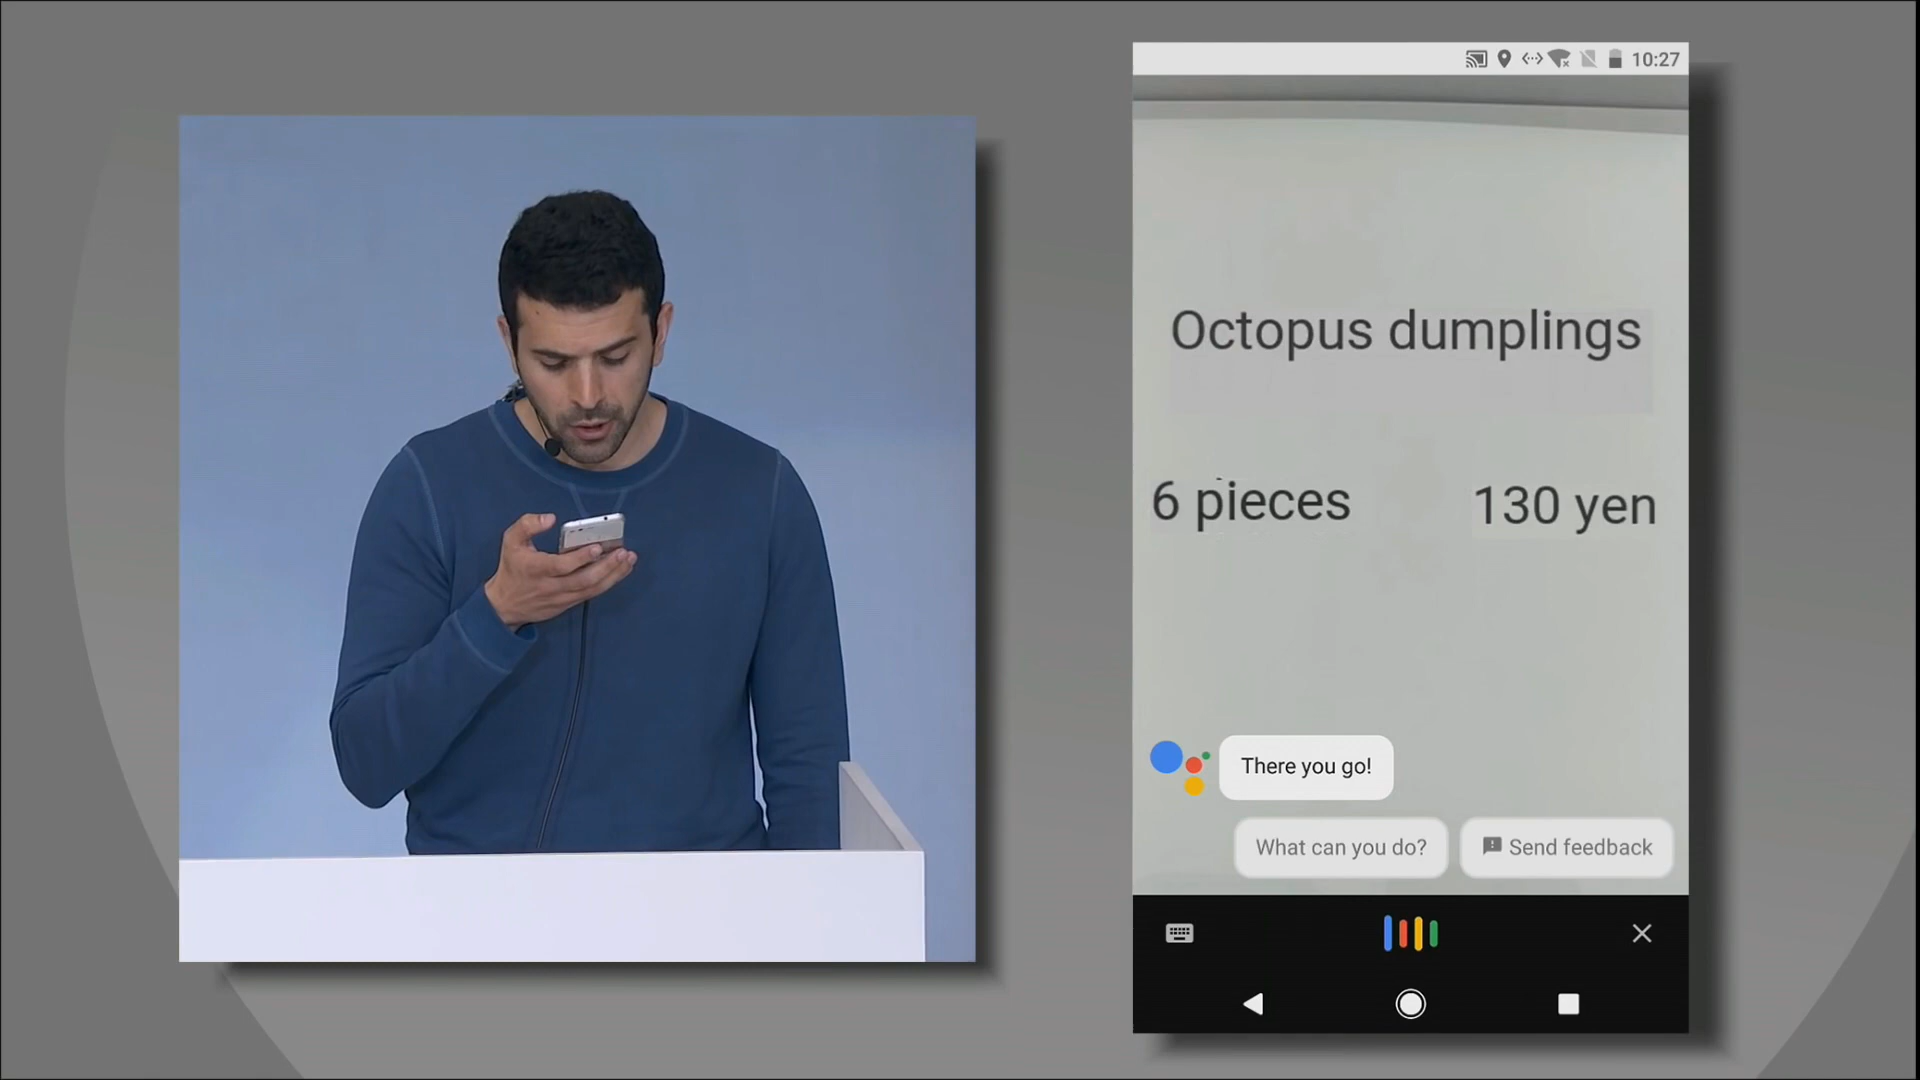 10:27
Octopus dumplings
6 pieces 130 yen
There you go!
What can you do? Send feedback